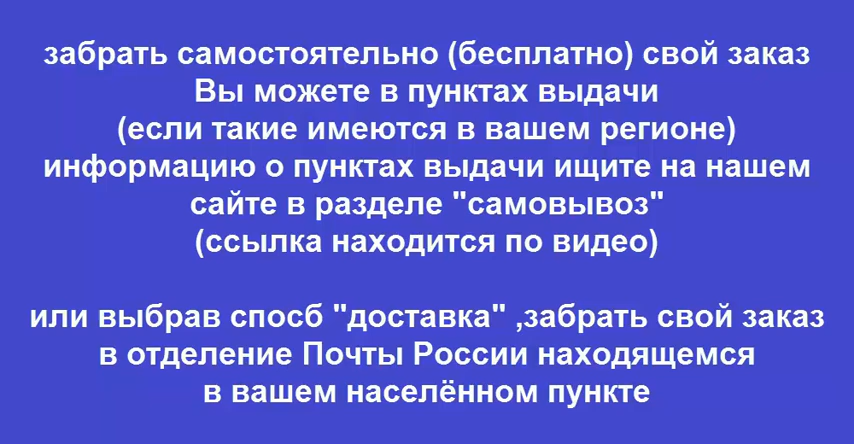 забрать самостоятельно (бесплатно) свой заказ
Вы можете в пунктах выдачи
(если такие имеются в вашем регионе)
информацию о пунктах выдачи ищите на нашем
сайте в разделе "самовывоз"
(ссылка находится по видео)
или выбрав спосб "доставка" ,забрать свой заказ
в отделение Почты России находящемся
в вашем населённом пункте